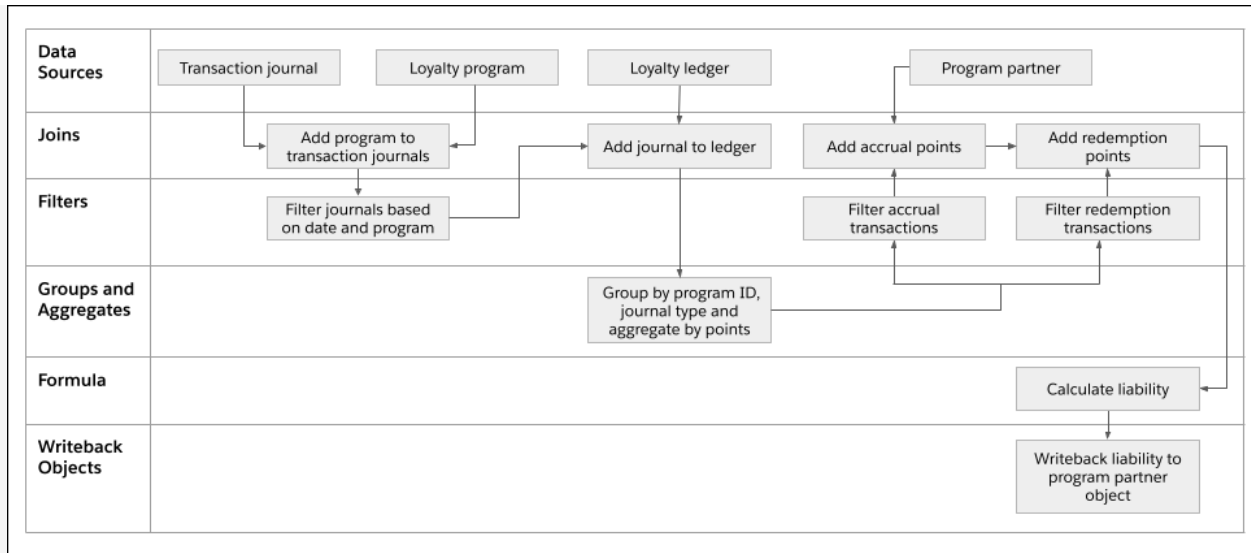 Data
Sources
Transaction journal
Loyalty program
Loyalty ledger
Program partner
Joins
Add program to
transaction journals
Add journal to ledger
Add accrual points
Add redemption
points
Filters
Filter journals based
on date and program
Filter accrual
transactions
Filter redemption
transactions
Groups and
Aggregates
Group by program ID,
journal type and
aggregate by points
Formula
Calculate liability
Writeback
Objects
Writeback liability to
program partner
object